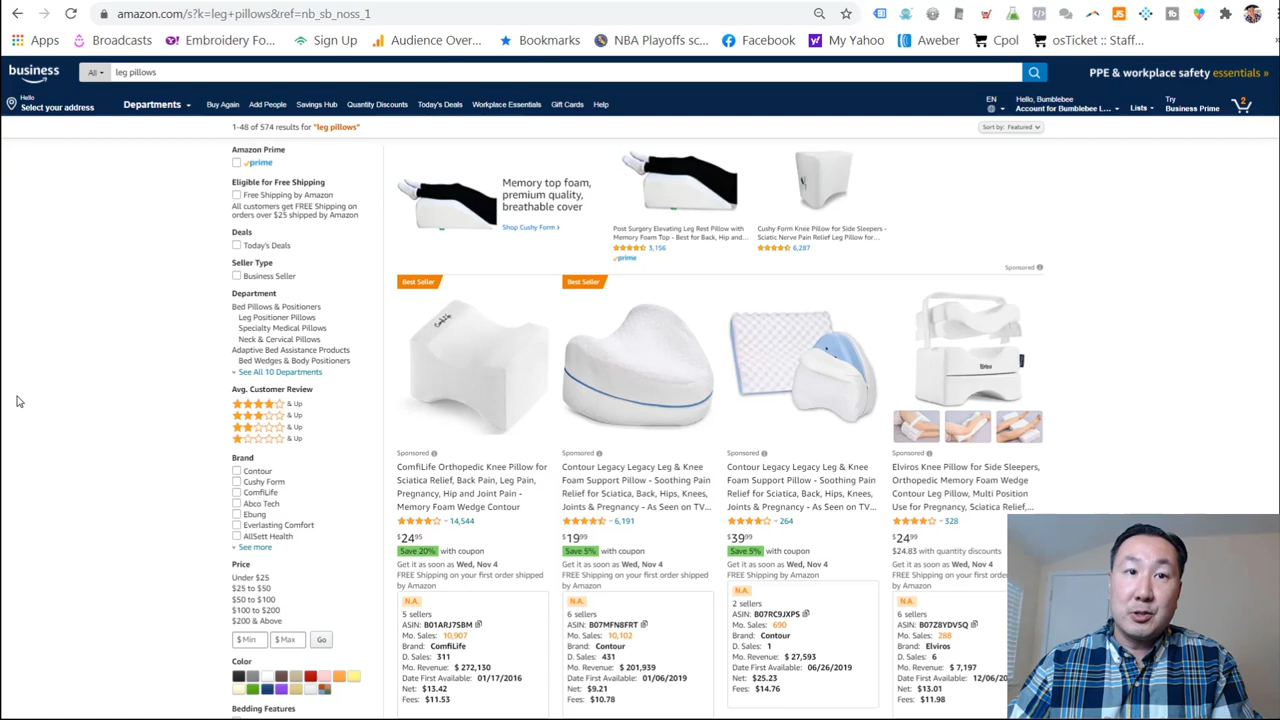 amazon.com/s?k=leg+pillows&ref=nb_sb_noss_1
Apps
Broadcasts
Embroidery Fo...
Sign Up
Audience Over...
Bookmarks
NBA Playoffs sc...
Facebook
My Yahoo
Aweber
Cpol
osTicket :: Staff...
business
All
leg pillows
PPE & workplace safety essentials »
Hello
Select your address
Departments
Buy Again
Add People
Savings Hub
Quantity Discounts
Today's Deals
Workplace Essentials
Gift Cards
Help
EN
Hello, Bumblebee
Account for Bumblebee L...
Lists
Try
Business Prime
2
1-48 of 574 results for "leg pillows"
Sort by: Featured
Amazon Prime
prime
Eligible for Free Shipping
Free Shipping by Amazon
All customers get FREE Shipping on
orders over $25 shipped by Amazon
Deals
Today's Deals
Seller Type
Business Seller
Department
Bed Pillows & Positioners
Leg Positioner Pillows
Specialty Medical Pillows
Neck & Cervical Pillows
Adaptive Bed Assistance Products
Bed Wedges & Body Positioners
See All 10 Departments
Avg. Customer Review
& Up
& Up
& Up
& Up
Brand
Contour
Cushy Form
ComfiLife
Abco Tech
Ebung
Everlasting Comfort
AllSett Health
See more
Price
Under $25
$25 to $50
$50 to $100
$100 to $200
$200 & Above
$ Min
$ Max
Go
Color
Bedding Features
Memory top foam,
premium quality,
breathable cover
Shop Cushy Form ›
Post Surgery Elevating Leg Rest Pillow with
Memory Foam Top - Best for Back, Hip and...
3,156
prime
Cushy Form Knee Pillow for Side Sleepers -
Sciatic Nerve Pain Relief Leg Pillow for...
6,287
Sponsored
Best Seller
ComfiLife
Sponsored
ComfiLife Orthopedic Knee Pillow for
Sciatica Relief, Back Pain, Leg Pain,
Pregnancy, Hip and Joint Pain -
Memory Foam Wedge Contour
14,544
$24.95
Save 20% with coupon
Get it as soon as Wed, Nov 4
FREE Shipping on your first order shipped
by Amazon
N.A.
5 sellers
ASIN: B01ARJ7SBM
Mo. Sales: 10,907
Brand: ComfiLife
D. Sales: 311
Mo. Revenue: $ 272,130
Date First Available: 01/17/2016
Net: $13.42
Fees: $11.53
Best Seller
Sponsored
Contour Legacy Legacy Leg & Knee
Foam Support Pillow - Soothing Pain
Relief for Sciatica, Back, Hips, Knees,
Joints & Pregnancy - As Seen on TV...
6,191
$19.99
Save 5% with coupon
Get it as soon as Wed, Nov 4
FREE Shipping on your first order shipped
by Amazon
N.A.
6 sellers
ASIN: B07MFN8FRT
Mo. Sales: 10,102
Brand: Contour
D. Sales: 431
Mo. Revenue: $ 201,939
Date First Available: 01/06/2019
Net: $9.21
Fees: $10.78
Sponsored
Contour Legacy Legacy Leg & Knee
Foam Support Pillow - Soothing Pain
Relief for Sciatica, Back, Hips, Knees,
Joints & Pregnancy - As Seen on TV...
264
$39.99
Save 5% with coupon
Get it as soon as Wed, Nov 4
FREE Shipping by Amazon
N.A.
2 sellers
ASIN: B07RC9JXPS
Mo. Sales: 690
Brand: Contour
D. Sales: 1
Mo. Revenue: $ 27,593
Date First Available: 06/26/2019
Net: $25.23
Fees: $14.76
Sponsored
Elviros Knee Pillow for Side Sleepers,
Orthopedic Memory Foam Wedge
Contour Leg Pillow, Multi Position
Use for Pregnancy, Sciatica Relief,...
328
$24.99
$24.83 with quantity discounts
Get it as soon as Wed, Nov 4
FREE Shipping on your first order
by Amazon
N.A.
6 sellers
ASIN: B07Z8YDV5Q
Mo. Sales: 288
Brand: Elviros
D. Sales: 6
Mo. Revenue: $ 7,197
Date First Available: 12/06/20
Net: $13.01
Fees: $11.98